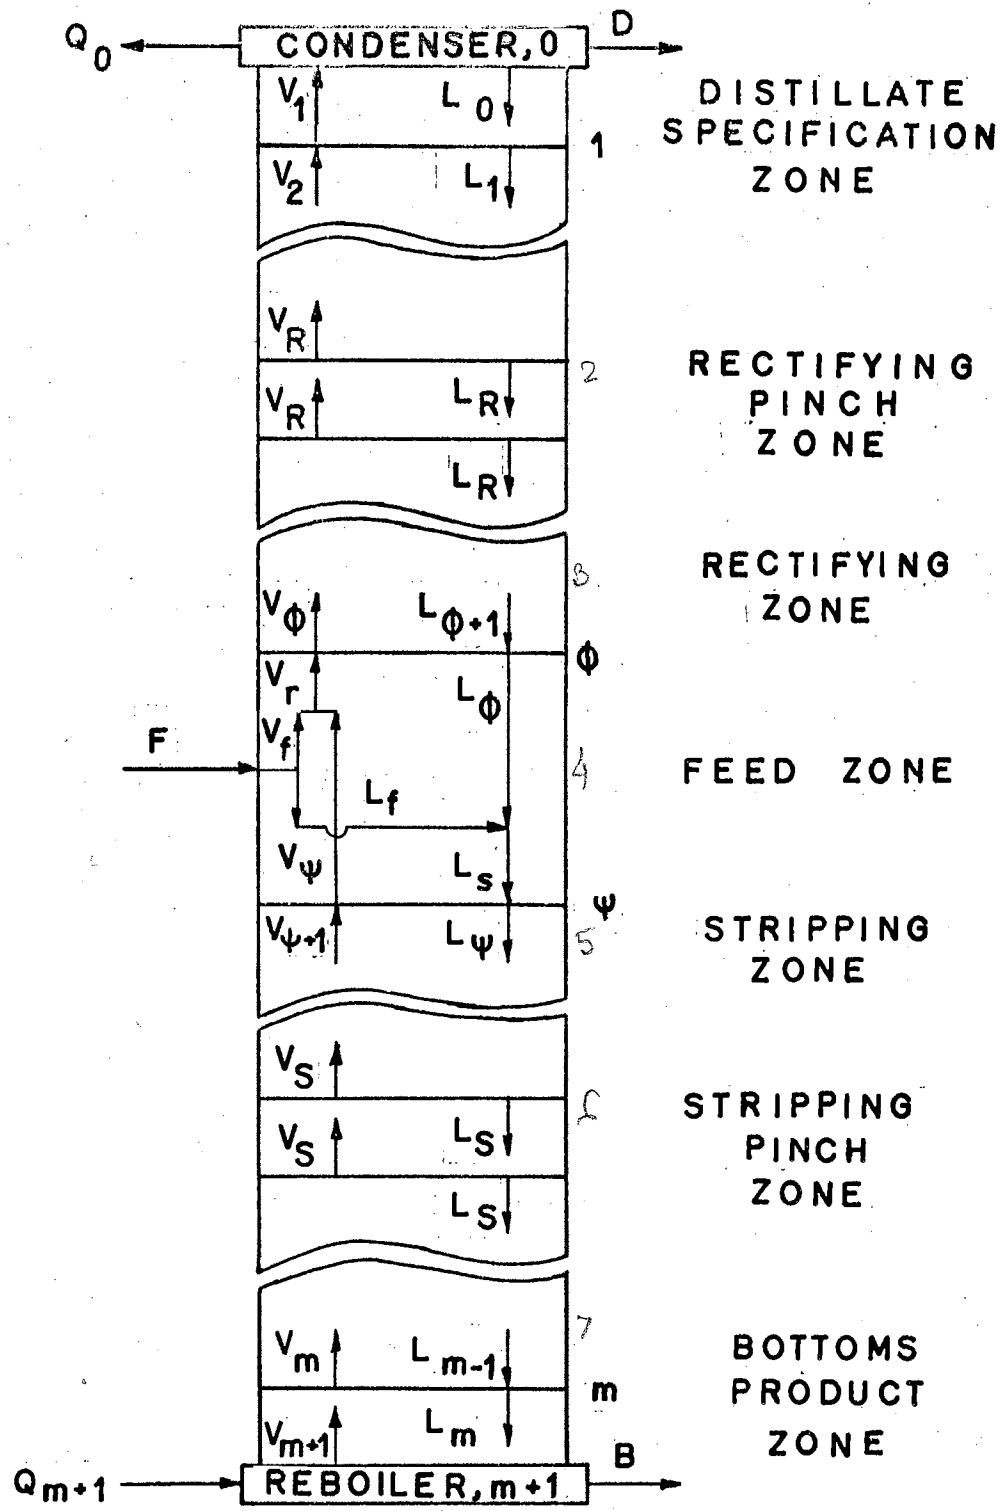 Q0 CONDENSER, 0 D
V1 L0
DISTILLATE
SPECIFICATION
ZONE
1
V2 L1
VR
2
RECTIFYING
PINCH
ZONE
VR LR
LR
3
RECTIFYING
ZONE
Vϕ Lϕ+1
ϕ
Vr Lϕ
F Vf
4
FEED ZONE
Lf
Vψ Ls
ψ
Vψ+1 Lψ
5
STRIPPING
ZONE
VS
6
STRIPPING
PINCH
ZONE
VS LS
LS
7
BOTTOMS
PRODUCT
ZONE
Vm Lm-1
m
Vm+1 Lm
Qm+1 REBOILER, m+1 B